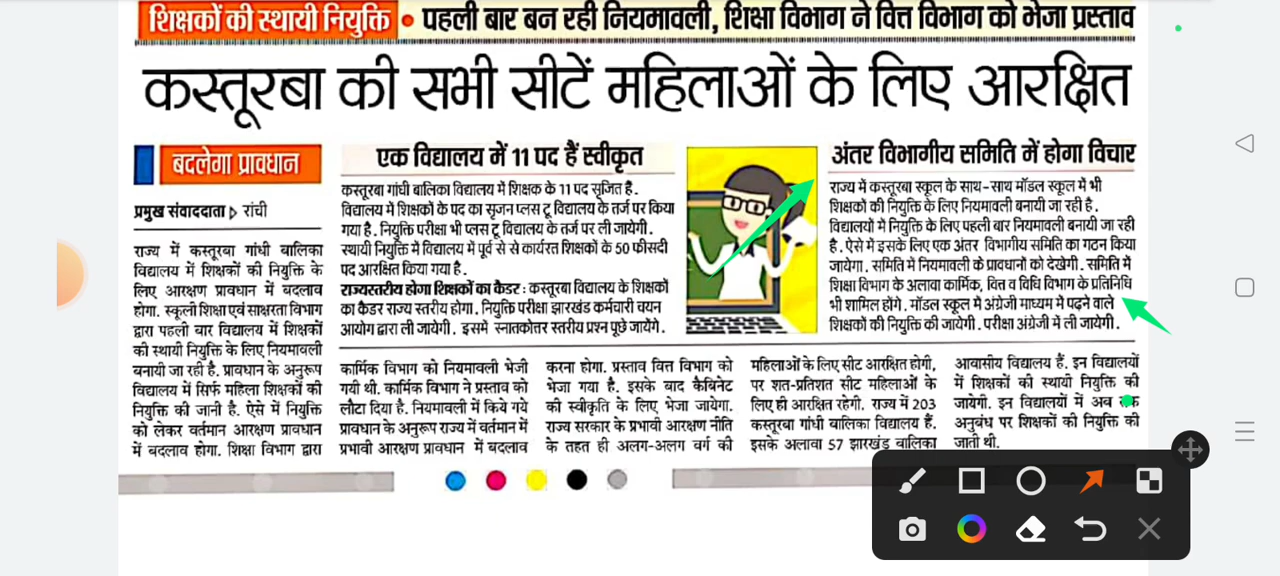 शिक्षकों की स्थायी नियुक्ति • पहली बार बन रही नियमावली, शिक्षा विभाग ने वित्त विभाग को भेजा प्रस्ताव
कस्तूरबा की सभी सीटें महिलाओं के लिए आरक्षित
बदलेगा प्रावधान
प्रमुख संवाददाता ▷ रांची
राज्य में कस्तूरबा गांधी बालिका
विद्यालय में शिक्षकों की नियुक्ति के
लिए आरक्षण प्रावधान में बदलाव
होगा. स्कूली शिक्षा एवं साक्षरता विभाग
द्वारा पहली बार विद्यालय में शिक्षकों
की स्थायी नियुक्ति के लिए नियमावली
बनायी जा रही है. प्रावधान के अनुरूप
विद्यालय में सिर्फ महिला शिक्षकों की
नियुक्ति की जानी है. ऐसे में नियुक्ति
को लेकर वर्तमान आरक्षण प्रावधान
में बदलाव होगा. शिक्षा विभाग द्वारा
एक विद्यालय में 11 पद हैं स्वीकृत
कस्तूरबा गांधी बालिका विद्यालय में शिक्षक के 11 पद सृजित है.
विद्यालय में शिक्षकों के पद का सृजन प्लस टू विद्यालय के तर्ज पर किया
गया है. नियुक्ति परीक्षा भी प्लस टू विद्यालय के तर्ज पर ली जायेगी.
स्थायी नियुक्ति में विद्यालय में पूर्व से से कार्यरत शिक्षकों के 50 फीसदी
पद आरक्षित किया गया है.
राज्यस्तरीय होगा शिक्षकों का कैडर : कस्तूरबा विद्यालय के शिक्षकों
का कैडर राज्य स्तरीय होगा. नियुक्ति परीक्षा झारखंड कर्मचारी चयन
आयोग द्वारा ली जायेगी. इसमे स्नातकोतर स्तरीय प्रश्न पूछे जायेंगे.
अंतर विभागीय समिति में होगा विचार
राज्य में कस्तूरबा स्कूल के साथ-साथ मॉडल स्कूल में भी
शिक्षकों की नियुक्ति के लिए नियमावली बनायी जा रही है.
विद्यालयों में नियुक्ति के लिए पहली बार नियमावली बनायी जा रही
है. ऐसे में इसके लिए एक अंतर विभागीय समिति का गठन किया
जायेगा. समिति में नियमावली के प्रावधानों को देखेगी. समिति में
शिक्षा विभाग के अलावा कार्मिक, वित्त व विधि विभाग के प्रतिनिधि
भी शामिल होंगे. मॉडल स्कूल में अंग्रेजी माध्यम में पढ़ने वाले
शिक्षकों की नियुक्ति की जायेगी. परीक्षा अंग्रेजी में ली जायेगी.
कार्मिक विभाग को नियमावली भेजी
गयी थी. कार्मिक विभाग ने प्रस्ताव को
लौटा दिया है. नियमावली में किये गये
प्रावधान के अनुरूप राज्य में वर्तमान में
प्रभावी आरक्षण प्रावधान में बदलाव
करना होगा. प्रस्ताव वित्त विभाग को
भेजा गया है. इसके बाद कैबिनेट
की स्वीकृति के लिए भेजा जायेगा.
राज्य सरकार के प्रभावी आरक्षण नीति
के तहत ही अलग-अलग वर्ग की
महिलाओं के लिए सीट आरक्षित होगी,
पर शत-प्रतिशत सीट महिलाओं के
लिए ही आरक्षित रहेगी. राज्य में 203
कस्तूरबा गांधी बालिका विद्यालय हैं.
इसके अलावा 57 झारखंड बालिका
आवासीय विद्यालय हैं. इन विद्यालयों
में शिक्षकों की स्थायी नियुक्ति की
जायेगी. इन विद्यालयों में अब
अनुबंध पर शिक्षकों की नियुक्ति की
जाती थी.